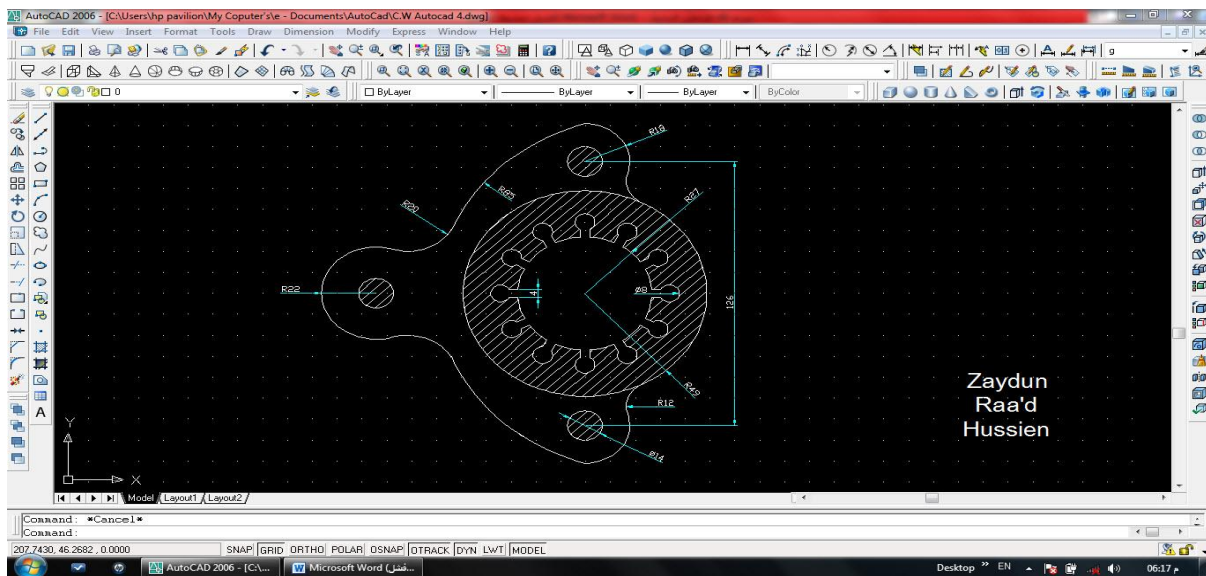 AutoCAD 2006 - [C:\Users\hp pavilion\My Coputer's\e - Documents\AutoCad\C.W Autocad 4.dwg]
File Edit View Insert Format Tools Draw Dimension Modify Express Window Help
0 ByLayer ByLayer ByLayer ByColor
R18
R27
R85
R20
R22
4
Ø8
126
R49
R12
Ø14
Zaydun
Raa'd
Hussien
Y
X
A
Model Layout1 Layout2
Command: *Cancel*
Command:
207.7430, 46.2682, 0.0000 SNAP GRID ORTHO POLAR OSNAP OTRACK DYN LWT MODEL
AutoCAD 2006 - [C:\... Microsoft Word (فتل... Desktop » EN 06:17 م